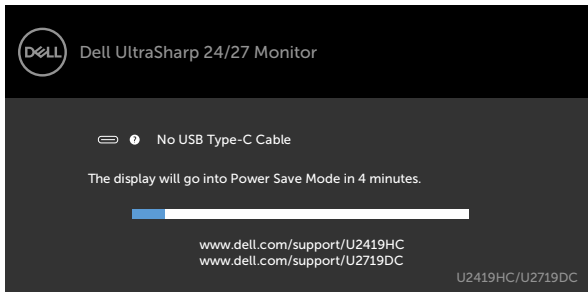 DELL Dell UltraSharp 24/27 Monitor
? No USB Type-C Cable
The display will go into Power Save Mode in 4 minutes.
www.dell.com/support/U2419HC
www.dell.com/support/U2719DC
U2419HC/U2719DC